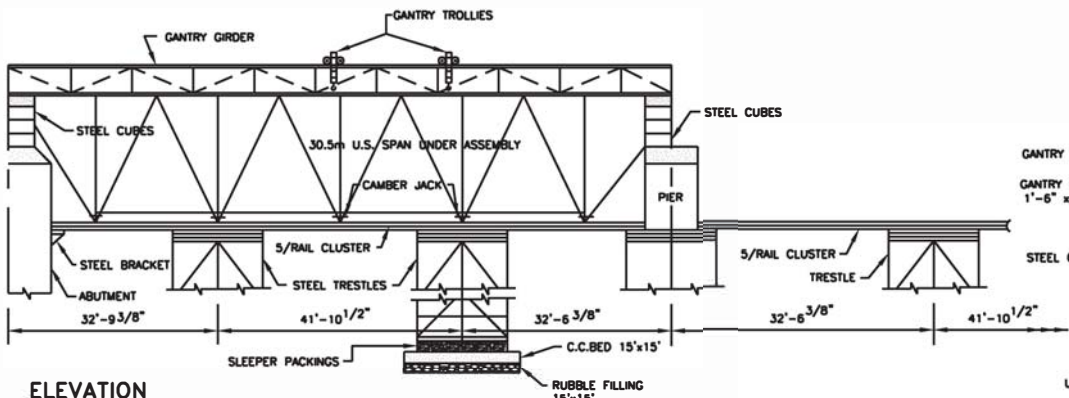 GANTRY TROLLIES
GANTRY GIRDER
STEEL CUBES
STEEL CUBES
30.5m U.S. SPAN UNDER ASSEMBLY
GANTRY
CAMBER JACK
PIER
GANTRY
1'-6" x
5/RAIL CLUSTER
5/RAIL CLUSTER
STEEL BRACKET
STEEL TRESTLES
TRESTLE
ABUTMENT
32'-9 3/8"
41'-10 1/2"
32'-6 3/8"
32'-6 3/8"
41'-10 1/2"
SLEEPER PACKINGS
C.C.BED 15'x15'
ELEVATION
RUBBLE FILLING
15'x15'